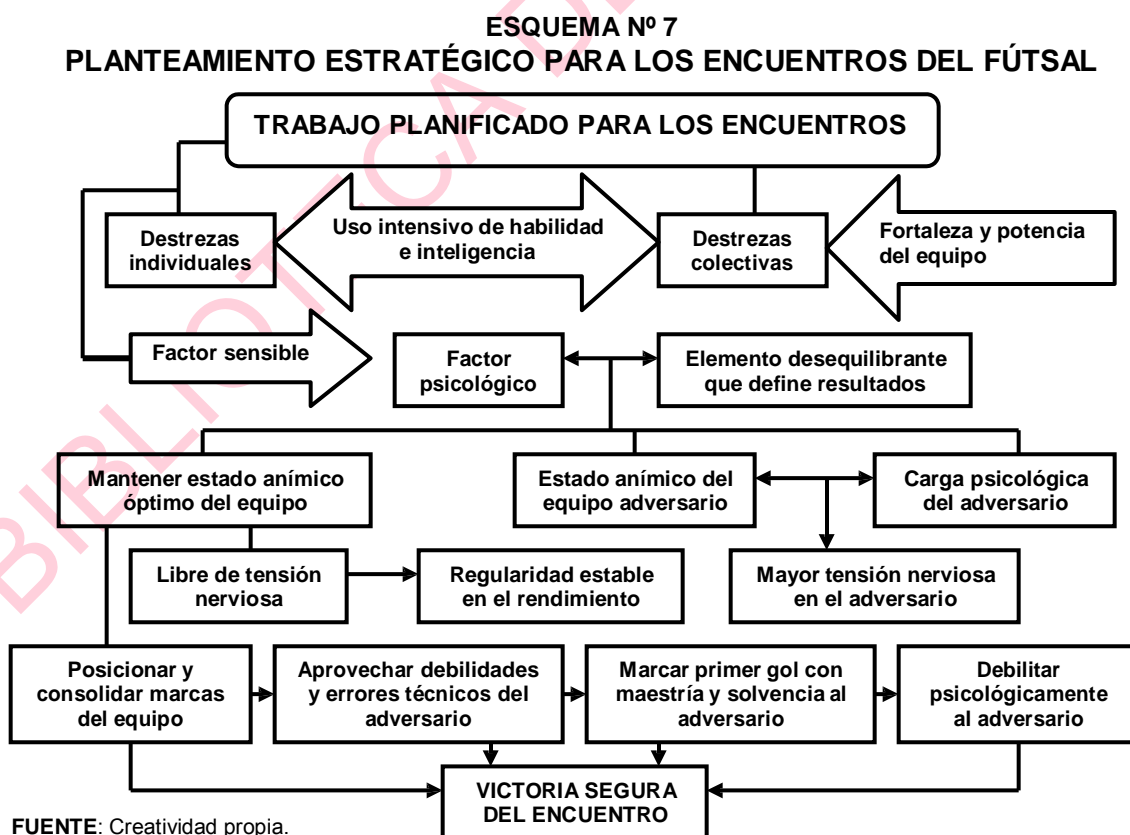 ESQUEMA Nº 7
PLANTEAMIENTO ESTRATÉGICO PARA LOS ENCUENTROS DEL FÚTSAL
TRABAJO PLANIFICADO PARA LOS ENCUENTROS
Destrezas
individuales
Uso intensivo de habilidad
e inteligencia
Destrezas
colectivas
Fortaleza y potencia
del equipo
Factor sensible
Factor
psicológico
Elemento desequilibrante
que define resultados
Mantener estado anímico
óptimo del equipo
Estado anímico del
equipo adversario
Carga psicológica
del adversario
Libre de tensión
nerviosa
Regularidad estable
en el rendimiento
Mayor tensión nerviosa
en el adversario
Posicionar y
consolidar marcas
del equipo
Aprovechar debilidades
y errores técnicos del
adversario
Marcar primer gol con
maestría y solvencia al
adversario
Debilitar
psicológicamente
al adversario
VICTORIA SEGURA
DEL ENCUENTRO
FUENTE: Creatividad propia.
BIBLIOTECA